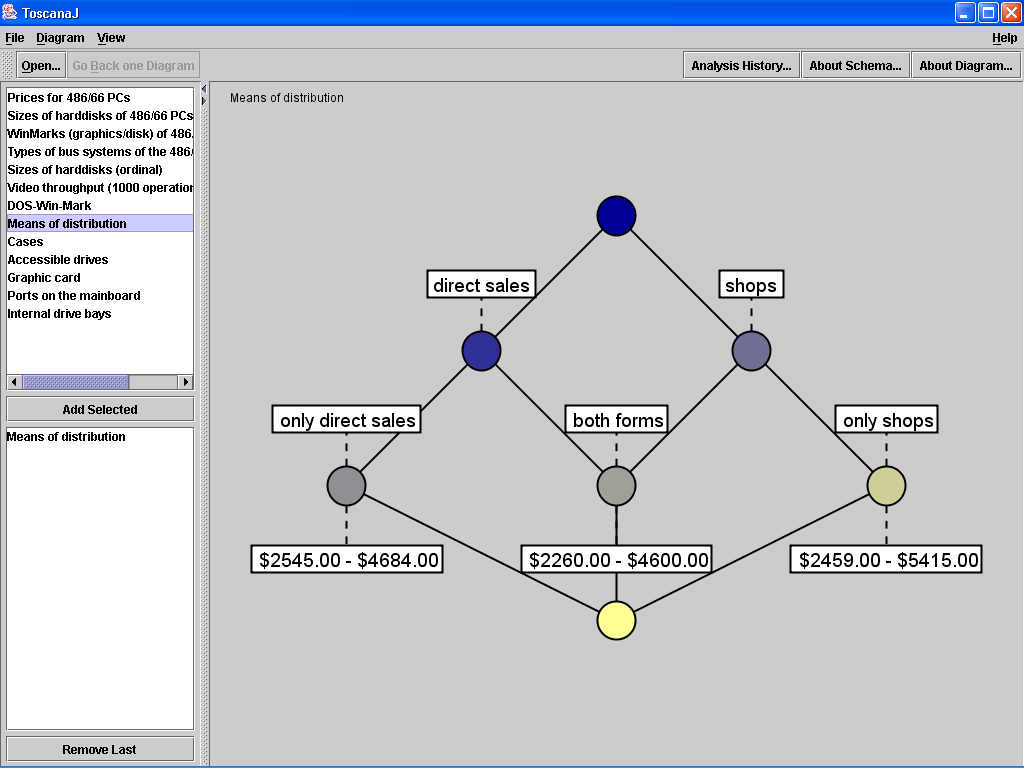 ToscanaJ
File Diagram View Help
Open... Go Back one Diagram Analysis History... About Schema... About Diagram...
Prices for 486/66 PCs
Sizes of harddisks of 486/66 PCs
WinMarks (graphics/disk) of 486.
Types of bus systems of the 486/
Sizes of harddisks (ordinal)
Video throughput (1000 operation
DOS-Win-Mark
Means of distribution
Cases
Accessible drives
Graphic card
Ports on the mainboard
Internal drive bays
Add Selected
Means of distribution
Remove Last
Means of distribution
direct sales shops
only direct sales both forms only shops
$2545.00 - $4684.00 $2260.00 - $4600.00 $2459.00 - $5415.00